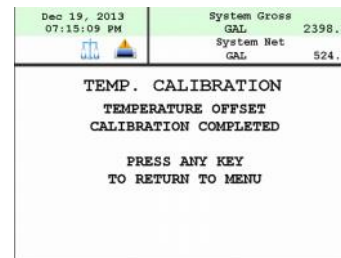 Dec 19, 2013
07:15:09 PM
System Gross
GAL 2398.
System Net
GAL 524.
TEMP. CALIBRATION
TEMPERATURE OFFSET
CALIBRATION COMPLETED
PRESS ANY KEY
TO RETURN TO MENU